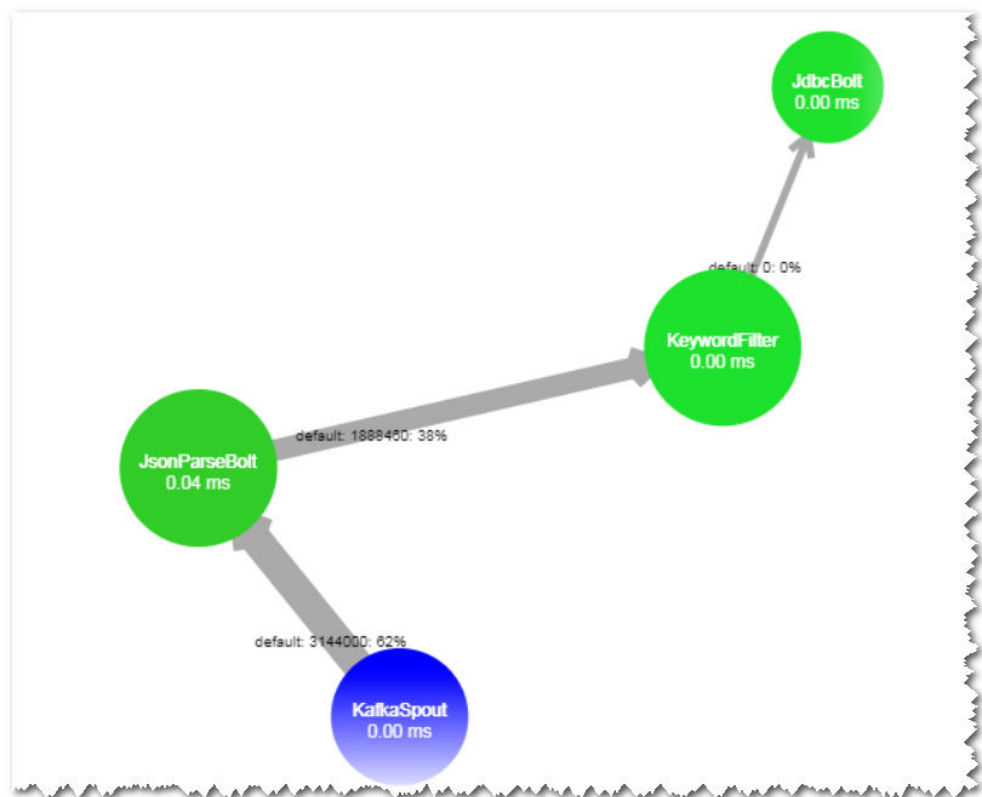 JdbcBolt
0.00 ms
default: 0: 0%
KeywordFilter
0.00 ms
default: 1888460: 38%
JsonParseBolt
0.04 ms
default: 3144000: 62%
KafkaSpout
0.00 ms